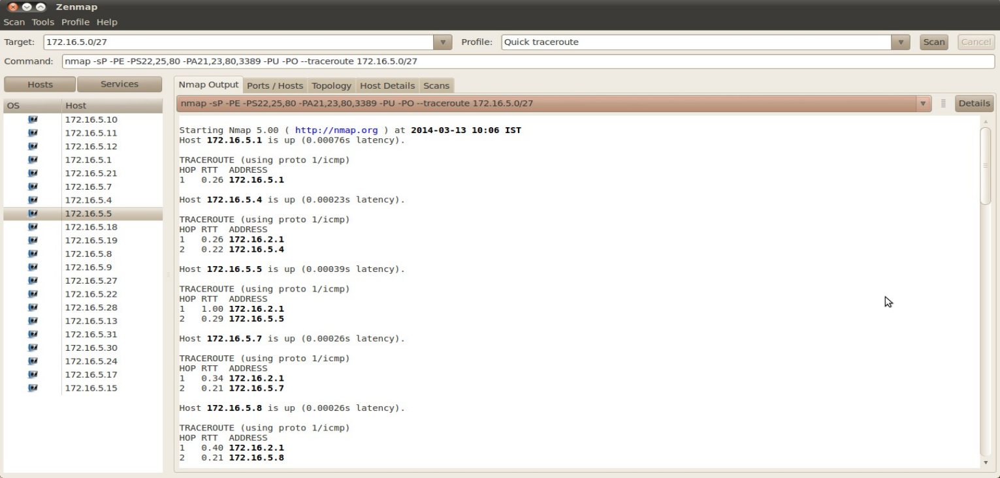 Zenmap
Scan Tools Profile Help
Target: 172.16.5.0/27 Profile: Quick traceroute Scan Cancel
Command: nmap -sP -PE -PS22,25,80 -PA21,23,80,3389 -PU -PO --traceroute 172.16.5.0/27
Hosts Services
OS Host
172.16.5.10
172.16.5.11
172.16.5.12
172.16.5.1
172.16.5.21
172.16.5.7
172.16.5.4
172.16.5.5
172.16.5.18
172.16.5.19
172.16.5.8
172.16.5.9
172.16.5.27
172.16.5.22
172.16.5.28
172.16.5.13
172.16.5.31
172.16.5.30
172.16.5.24
172.16.5.17
172.16.5.15
Nmap Output Ports / Hosts Topology Host Details Scans
nmap -sP -PE -PS22,25,80 -PA21,23,80,3389 -PU -PO --traceroute 172.16.5.0/27 Details
Starting Nmap 5.00 ( http://nmap.org ) at 2014-03-13 10:06 IST
Host 172.16.5.1 is up (0.00076s latency).
TRACEROUTE (using proto 1/icmp)
HOP RTT ADDRESS
1 0.26 172.16.5.1
Host 172.16.5.4 is up (0.00023s latency).
TRACEROUTE (using proto 1/icmp)
HOP RTT ADDRESS
1 0.26 172.16.2.1
2 0.22 172.16.5.4
Host 172.16.5.5 is up (0.00039s latency).
TRACEROUTE (using proto 1/icmp)
HOP RTT ADDRESS
1 1.00 172.16.2.1
2 0.29 172.16.5.5
Host 172.16.5.7 is up (0.00026s latency).
TRACEROUTE (using proto 1/icmp)
HOP RTT ADDRESS
1 0.34 172.16.2.1
2 0.21 172.16.5.7
Host 172.16.5.8 is up (0.00026s latency).
TRACEROUTE (using proto 1/icmp)
HOP RTT ADDRESS
1 0.40 172.16.2.1
2 0.21 172.16.5.8